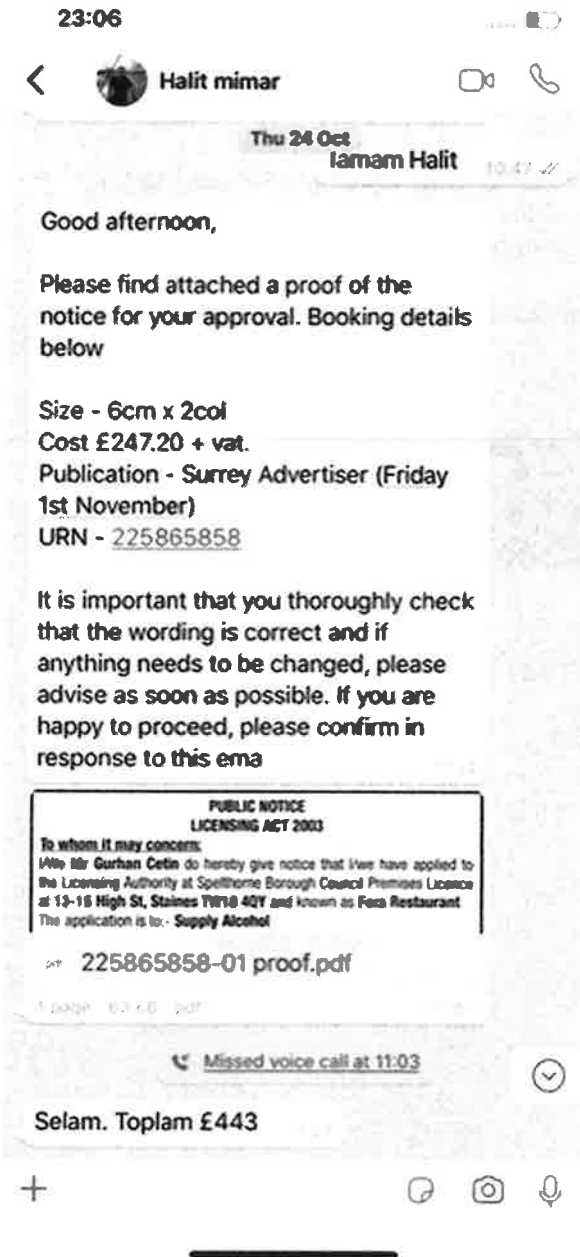 23:06
Halit mimar
Thu 24 Oct
lamam Halit
10:47
Good afternoon,
Please find attached a proof of the
notice for your approval. Booking details
below
Size - 6cm x 2col
Cost £247.20 + vat.
Publication - Surrey Advertiser (Friday
1st November)
URN - 225865858
It is important that you thoroughly check
that the wording is correct and if
anything needs to be changed, please
advise as soon as possible. If you are
happy to proceed, please confirm in
response to this ema
PUBLIC NOTICE
LICENSING ACT 2003
To whom it may concern:
I/We Mr Gurhan Cetin do hereby give notice that I/we have applied to
the Licensing Authority at Spelthorne Borough Council Premises Licence
at 13-15 High St, Staines TW18 4QY and known as Fora Restaurant
The application is to:- Supply Alcohol
225865858-01 proof.pdf
1 page pdf
Missed voice call at 11:03
Selam. Toplam £443